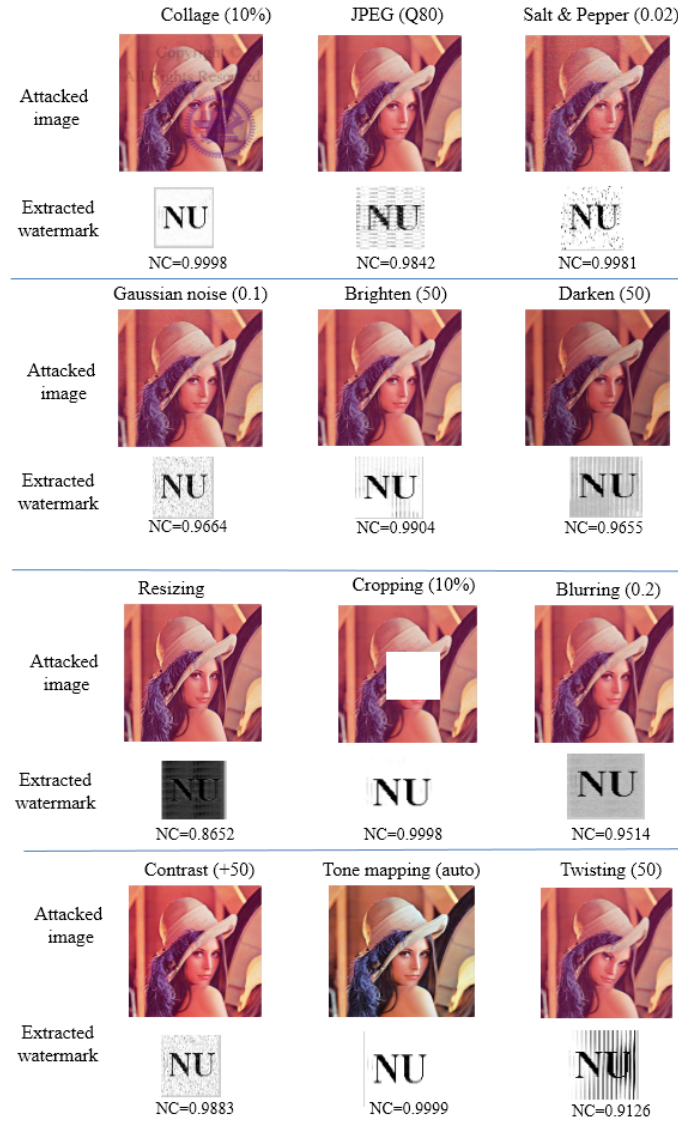 Collage (10%) JPEG (Q80) Salt & Pepper (0.02)
Copyright ©
All Rights Reserved
Attacked
image
Extracted
watermark
NU NU NU
NC=0.9998 NC=0.9842 NC=0.9981
Gaussian noise (0.1) Brighten (50) Darken (50)
Attacked
image
Extracted
watermark
NU NU NU
NC=0.9664 NC=0.9904 NC=0.9655
Resizing Cropping (10%) Blurring (0.2)
Attacked
image
Extracted
watermark
NU NU NU
NC=0.8652 NC=0.9998 NC=0.9514
Contrast (+50) Tone mapping (auto) Twisting (50)
Attacked
image
Extracted
watermark
NU NU NU
NC=0.9883 NC=0.9999 NC=0.9126